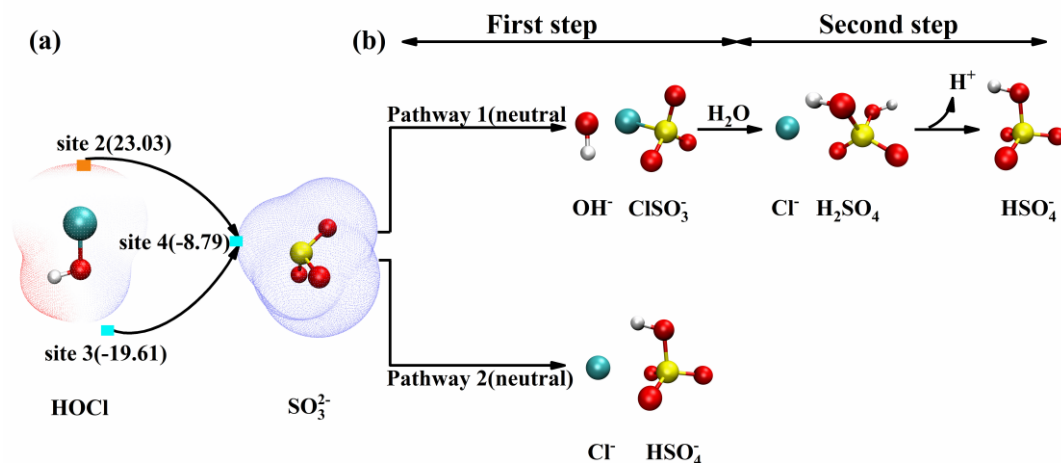 (a)
(b)
First step
Second step
site 2(23.03)
site 4(-8.79)
site 3(-19.61)
HOCl
SO₃²⁻
Pathway 1(neutral
H₂O
H⁺
OH⁻ ClSO₃⁻
Cl⁻ H₂SO₄
HSO₄⁻
Pathway 2(neutral)
Cl⁻ HSO₄⁻